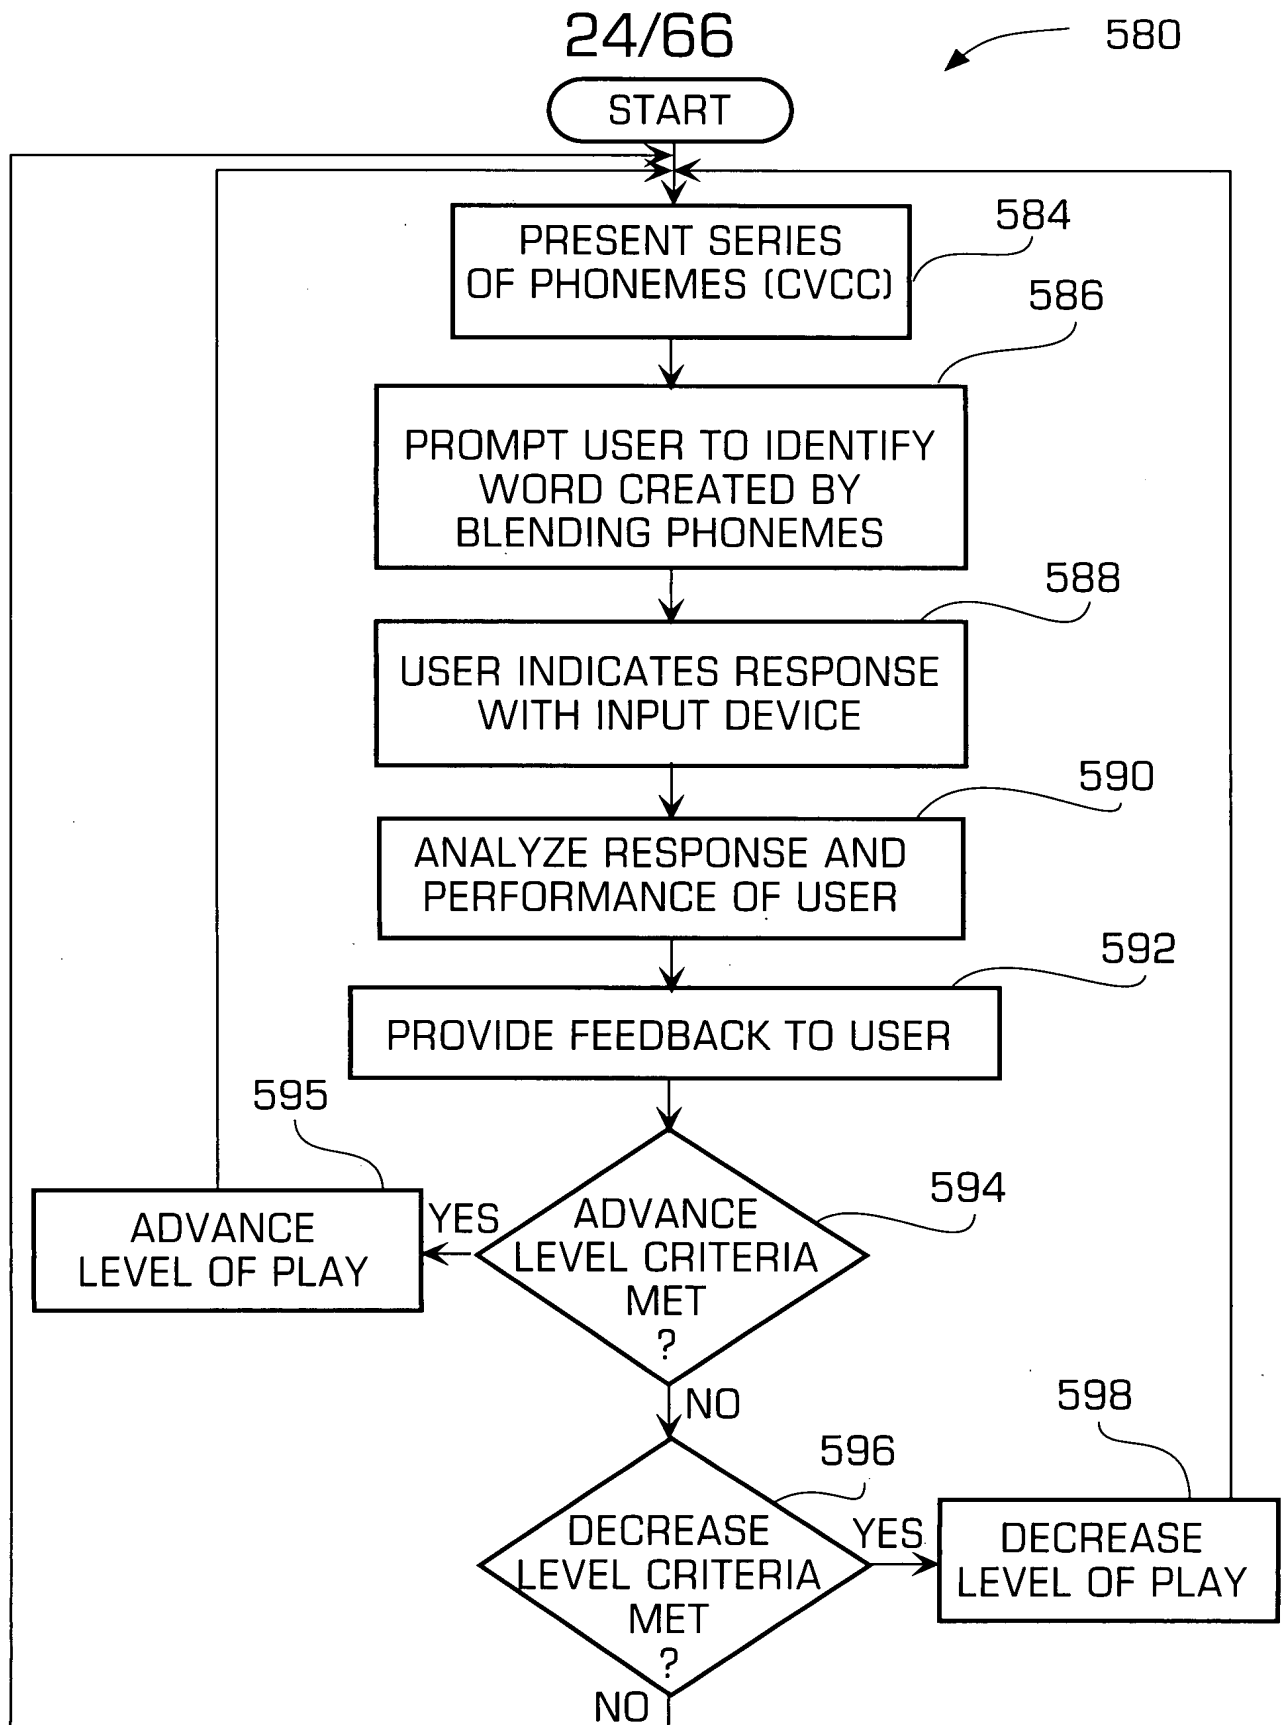 24/66
580
START
584
PRESENT SERIES
OF PHONEMES (CVCC)
586
PROMPT USER TO IDENTIFY
WORD CREATED BY
BLENDING PHONEMES
588
USER INDICATES RESPONSE
WITH INPUT DEVICE
590
ANALYZE RESPONSE AND
PERFORMANCE OF USER
592
PROVIDE FEEDBACK TO USER
595
594
ADVANCE
LEVEL OF PLAY
YES
ADVANCE
LEVEL CRITERIA
MET
?
NO
598
596
DECREASE
LEVEL CRITERIA
MET
?
YES
DECREASE
LEVEL OF PLAY
NO